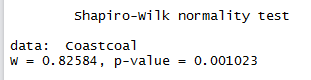 Shapiro-Wilk normality test
data:  Coastcoal
W = 0.82584, p-value = 0.001023